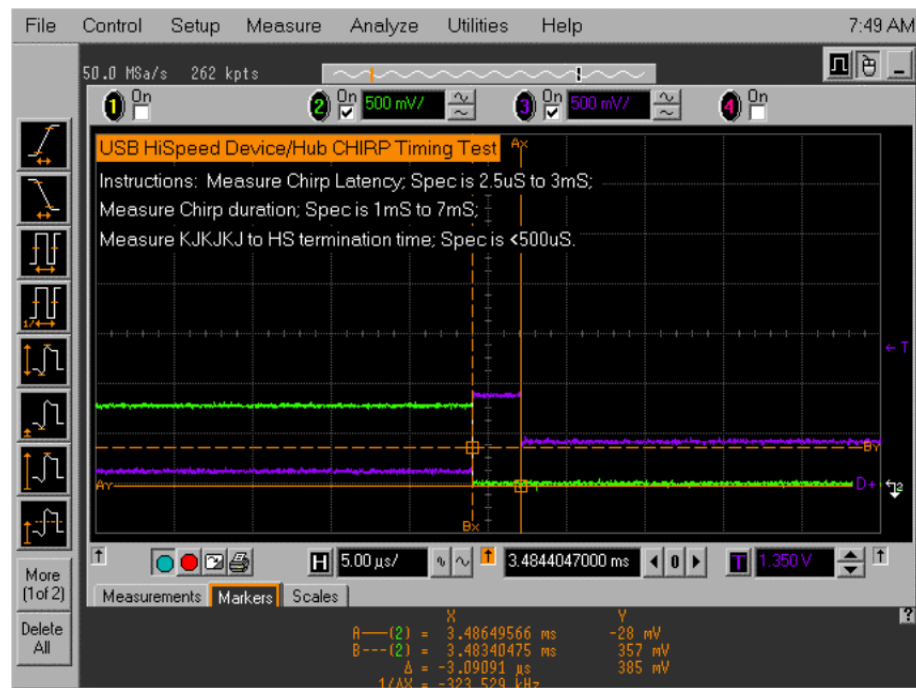 File Control Setup Measure Analyze Utilities Help 7:49 AM
50.0 MSa/s 262 kpts
1 On 2 On 500 mV/ 3 On 500 mV/ 4 On
USB HiSpeed Device/Hub CHIRP Timing Test Ax
Instructions: Measure Chirp Latency; Spec is 2.5uS to 3mS;
Measure Chirp duration; Spec is 1mS to 7mS;
Measure KJKJKJ to HS termination time; Spec is <500uS.
T
By
Ay D+ 2
Bx
H 5.00 µs/ 3.4844047000 ms 0 T 1.350 V
More
(1of 2)
Delete
All
Measurements Markers Scales
?
X Y
A---(2) = 3.48649566 ms -28 mV
B---(2) = 3.48340475 ms 357 mV
Δ = -3.09091 µs 385 mV
1/ΔX = -323.529 kHz